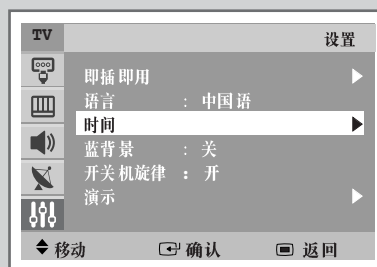 TV 设置
即插即用
语言 : 中国语
时间
蓝背景 : 关
开关机旋律 : 开
演示
移动 确认 返回